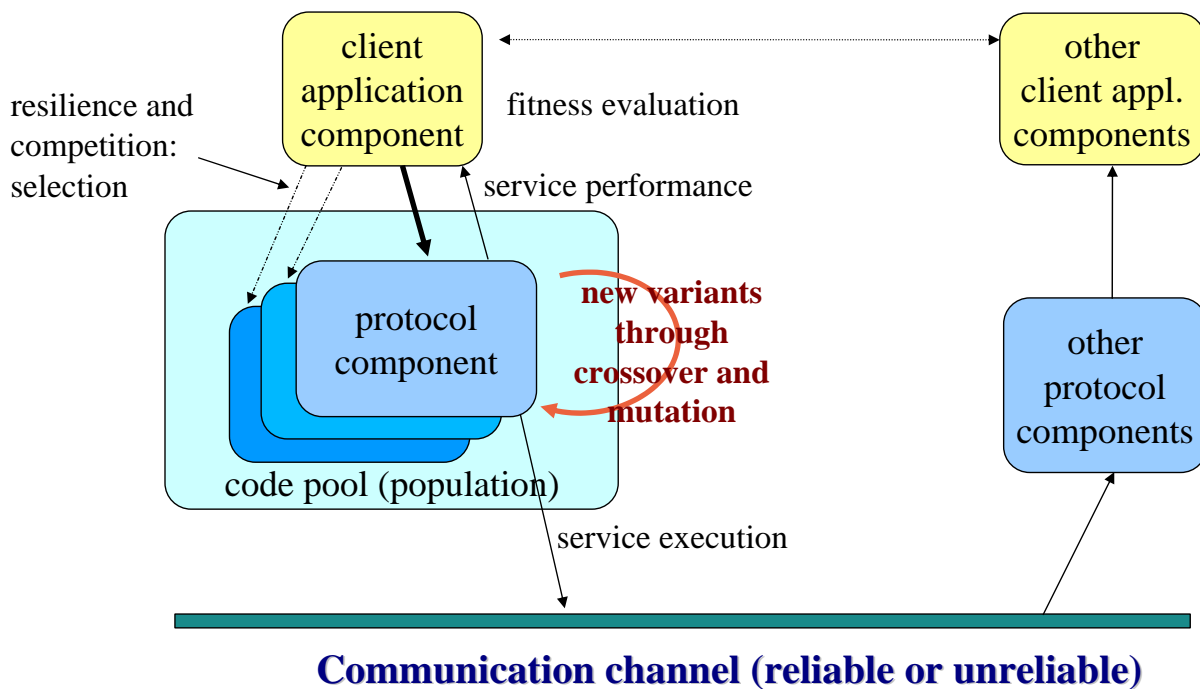 client
application
component
other
client appl.
components
resilience and
competition:
selection
fitness evaluation
service performance
protocol
component
new variants
through
crossover and
mutation
other
protocol
components
code pool (population)
service execution
Communication channel (reliable or unreliable)